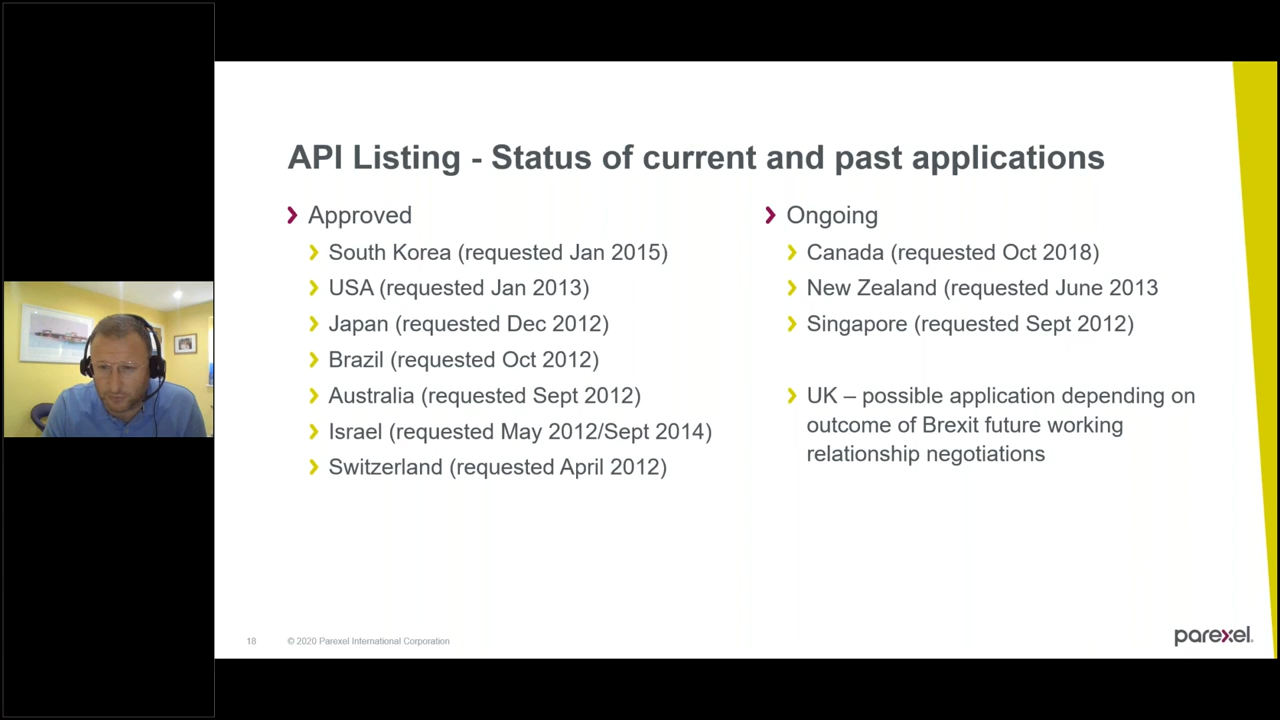 API Listing - Status of current and past applications
Approved
South Korea (requested Jan 2015)
USA (requested Jan 2013)
Japan (requested Dec 2012)
Brazil (requested Oct 2012)
Australia (requested Sept 2012)
Israel (requested May 2012/Sept 2014)
Switzerland (requested April 2012)
Ongoing
Canada (requested Oct 2018)
New Zealand (requested June 2013
Singapore (requested Sept 2012)
UK – possible application depending on
outcome of Brexit future working
relationship negotiations
18
© 2020 Parexel International Corporation
parexel.